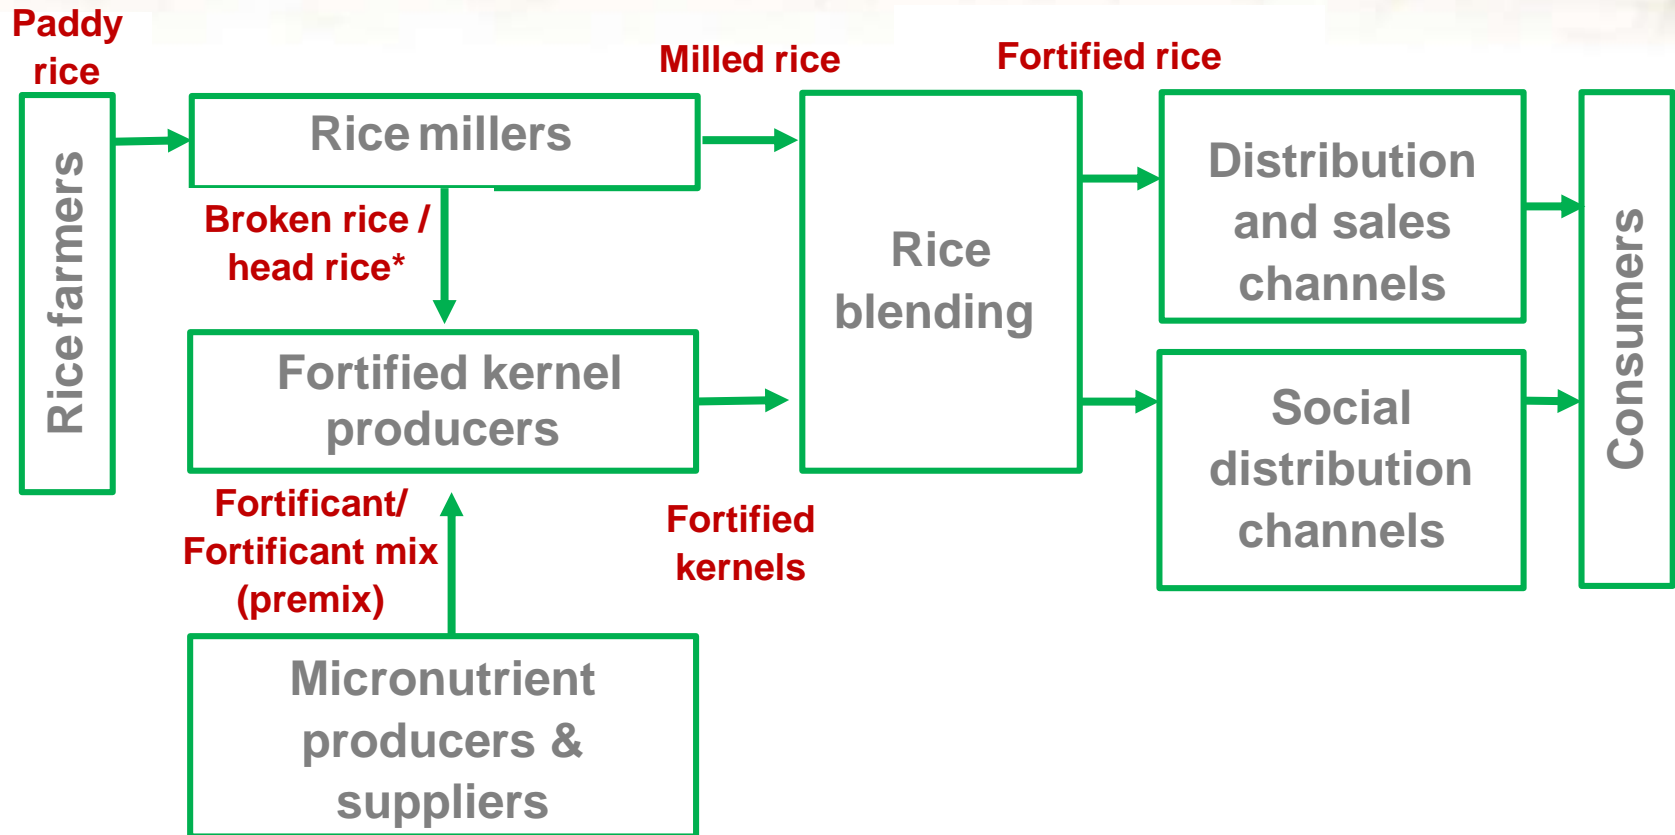 Paddy
rice
Milled rice
Fortified rice
Rice farmers
Rice millers
Broken rice /
head rice*
Fortified kernel
producers
Fortificant/
Fortificant mix
(premix)
Micronutrient
producers &
suppliers
Fortified
kernels
Rice
blending
Distribution
and sales
channels
Social
distribution
channels
Consumers